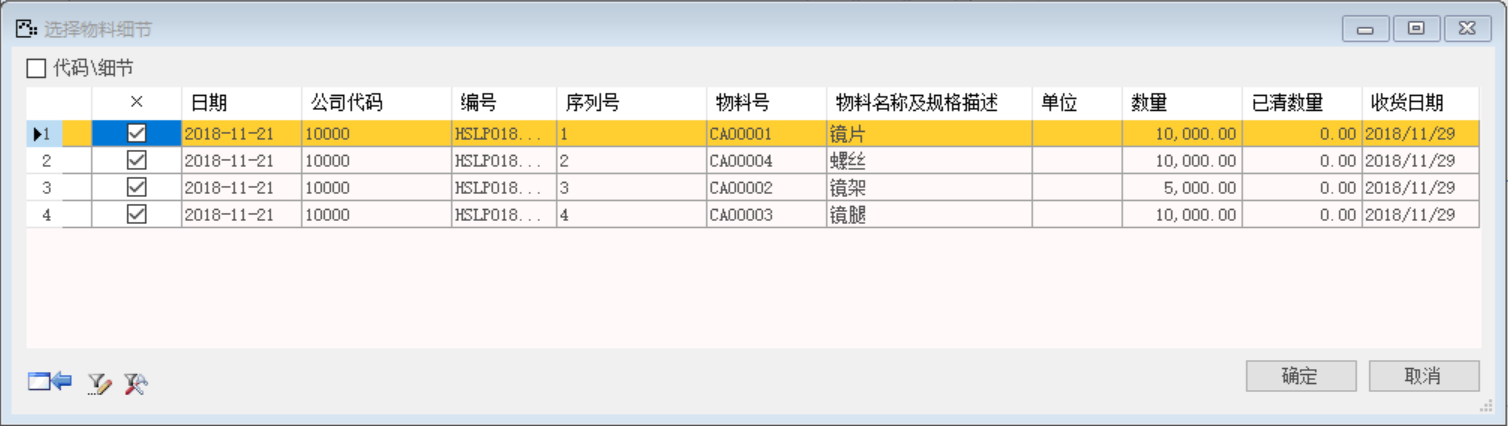 选择物料细节
代码\细节
× 日期 公司代码 编号 序列号 物料号 物料名称及规格描述 单位 数量 已清数量 收货日期
1 2018-11-21 10000 HSLP018... 1 CA00001 镜片 10,000.00 0.00 2018/11/29
2 2018-11-21 10000 HSLP018... 2 CA00004 螺丝 10,000.00 0.00 2018/11/29
3 2018-11-21 10000 HSLP018... 3 CA00002 镜架 5,000.00 0.00 2018/11/29
4 2018-11-21 10000 HSLP018... 4 CA00003 镜腿 10,000.00 0.00 2018/11/29
确定 取消